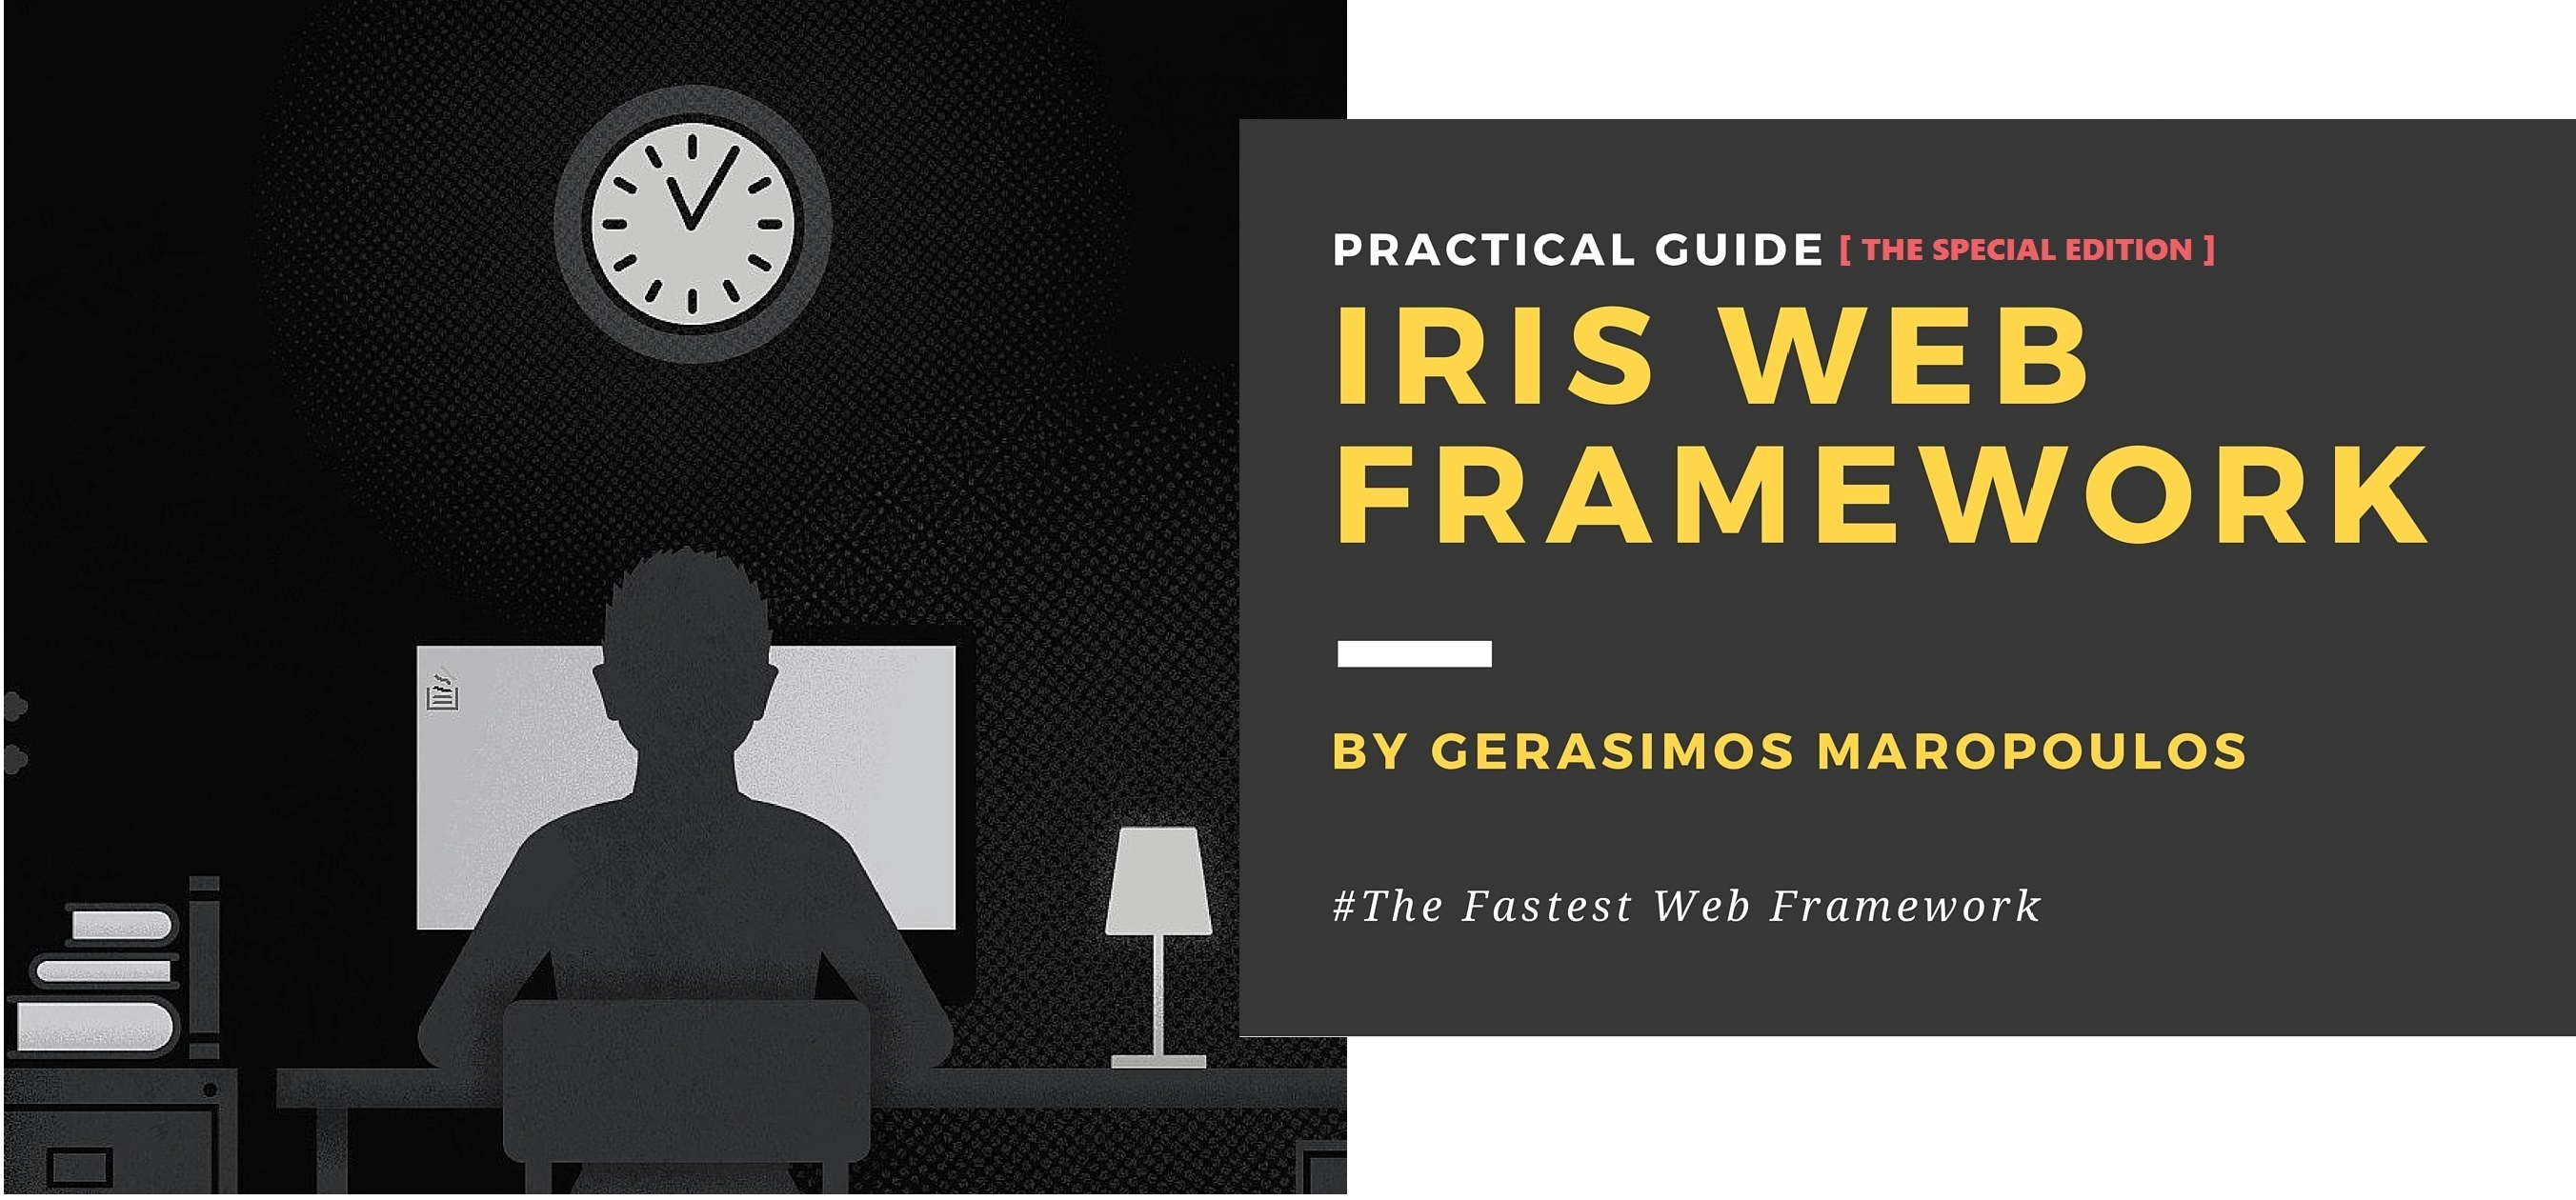 PRACTICAL GUIDE [ THE SPECIAL EDITION ]
IRIS WEB
FRAMEWORK
BY GERASIMOS MAROPOULOS
#The Fastest Web Framework